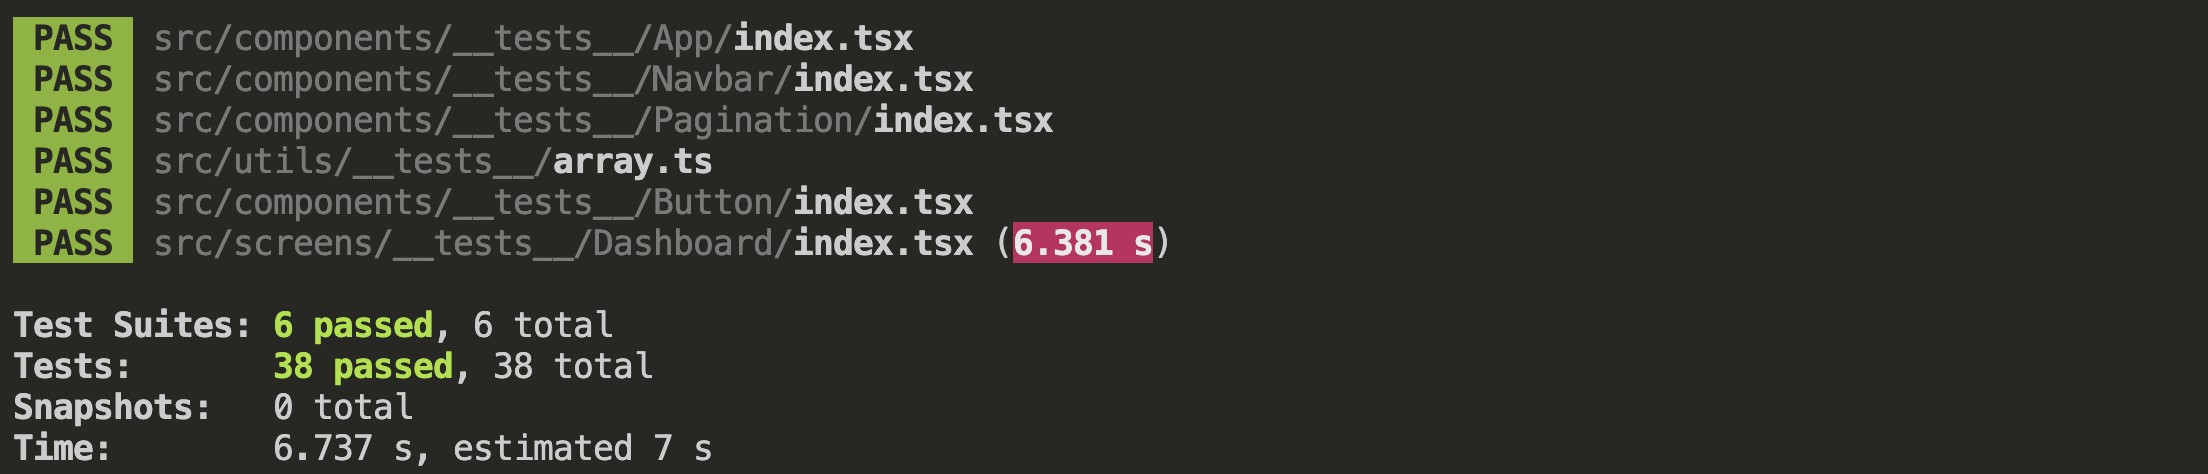 PASS src/components/__tests__/App/index.tsx
PASS src/components/__tests__/Navbar/index.tsx
PASS src/components/__tests__/Pagination/index.tsx
PASS src/utils/__tests__/array.ts
PASS src/components/__tests__/Button/index.tsx
PASS src/screens/__tests__/Dashboard/index.tsx (6.381 s)
Test Suites: 6 passed, 6 total
Tests: 38 passed, 38 total
Snapshots: 0 total
Time: 6.737 s, estimated 7 s